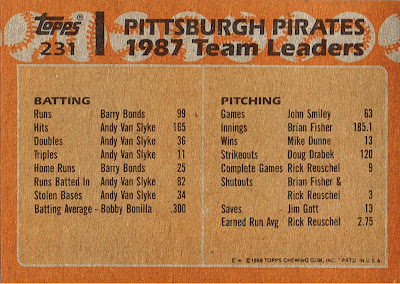 Topps®
231
PITTSBURGH PIRATES
1987 Team Leaders
BATTING
Runs Barry Bonds 99
Hits Andy Van Slyke 165
Doubles Andy Van Slyke 36
Triples Andy Van Slyke 11
Home Runs Barry Bonds 25
Runs Batted In Andy Van Slyke 82
Stolen Bases Andy Van Slyke 34
Batting Average - Bobby Bonilla .300
PITCHING
Games John Smiley 63
Innings Brian Fisher 185.1
Wins Mike Dunne 13
Strikeouts Doug Drabek 120
Complete Games Rick Reuschel 9
Shutouts Brian Fisher &
Rick Reuschel 3
Saves Jim Gott 13
Earned Run Avg Rick Reuschel 2.75
©1988 TOPPS CHEWING GUM, INC. PRTD. IN U.S.A.